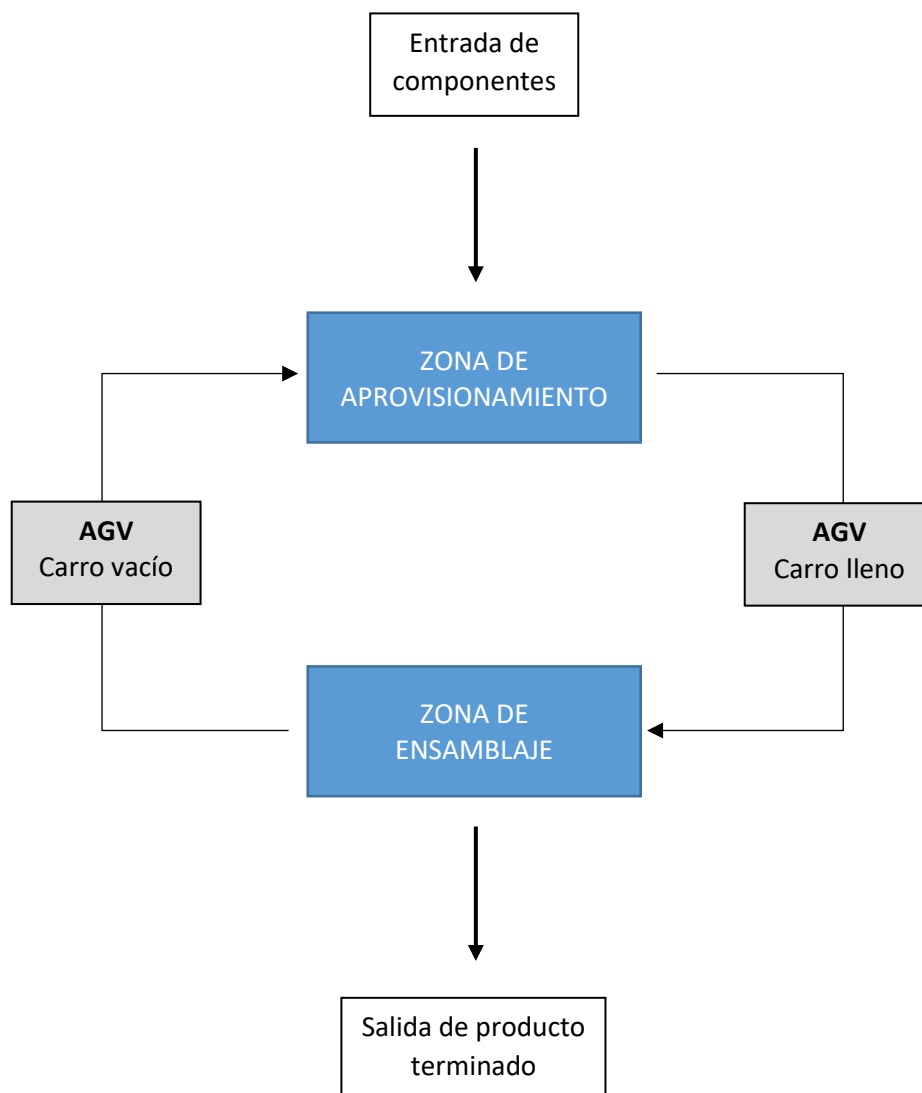 Entrada de
componentes
ZONA DE
APROVISIONAMIENTO
AGV
Carro vacío
AGV
Carro lleno
ZONA DE
ENSAMBLAJE
Salida de producto
terminado